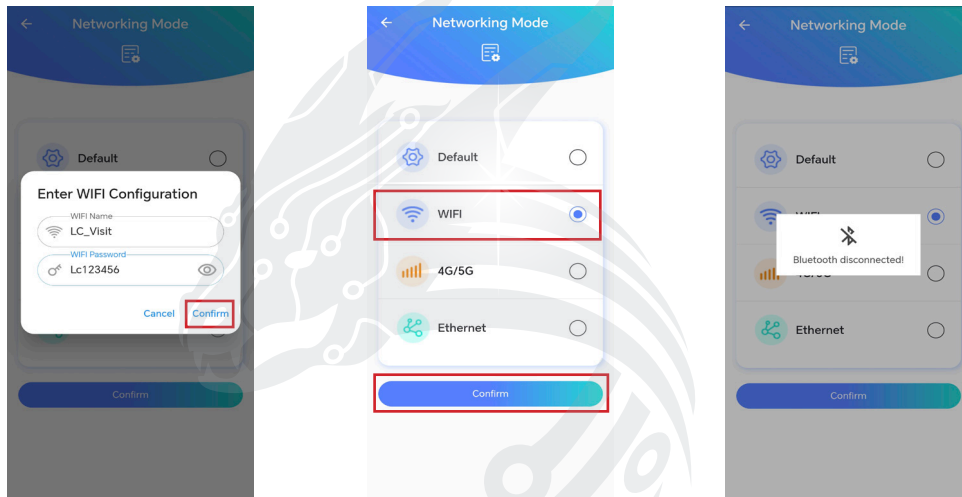 Networking Mode
Default
Enter WIFI Configuration
WIFI Name
LC_Visit
WIFI Password
Lc123456
Cancel Confirm
Confirm
Networking Mode
Default
WIFI
4G/5G
Ethernet
Confirm
Networking Mode
Default
Bluetooth disconnected!
Ethernet
Confirm